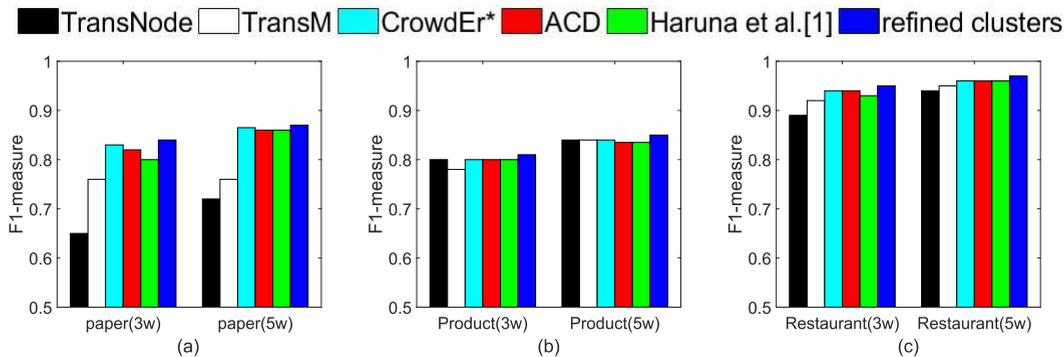 TransNode TransM CrowdEr* ACD Haruna et al.[1] refined clusters
F1-measure
1
0.9
0.8
0.7
0.6
0.5
paper(3w) paper(5w)
(a)
F1-measure
1
0.9
0.8
0.7
0.6
0.5
Product(3w) Product(5w)
(b)
F1-measure
1
0.9
0.8
0.7
0.6
0.5
Restaurant(3w) Restaurant(5w)
(c)